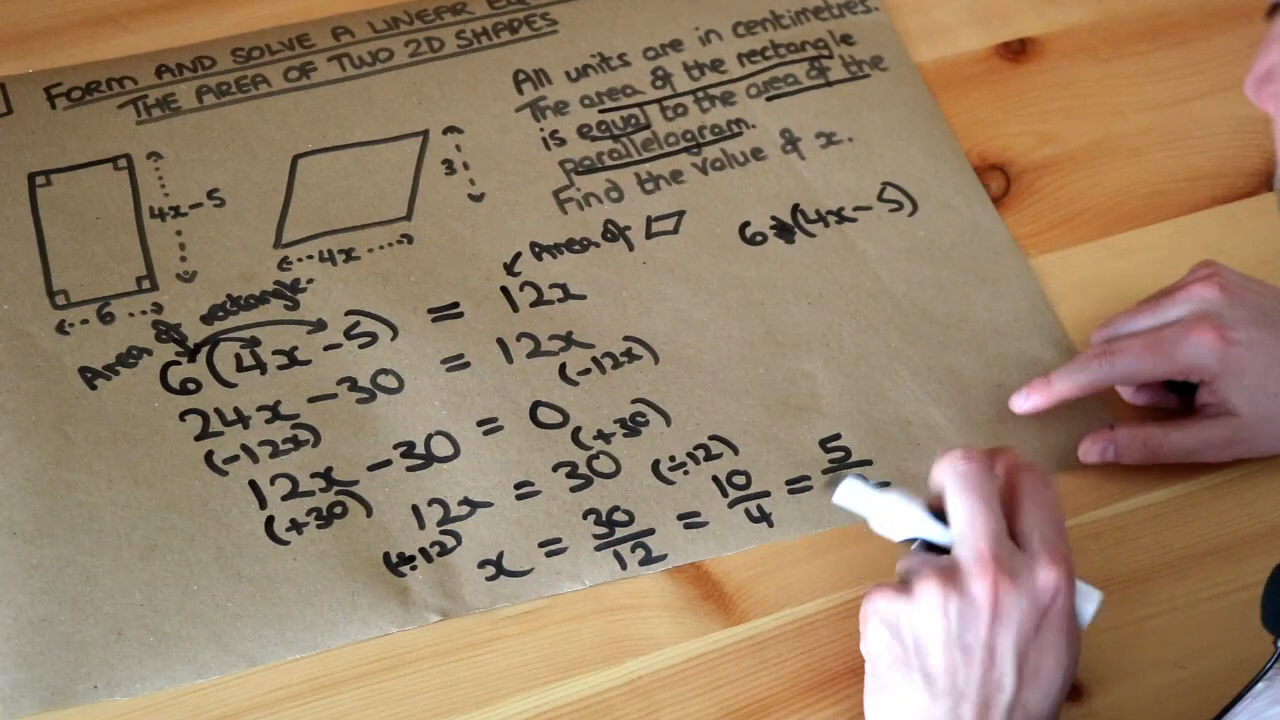 FORM AND SOLVE A LINEAR
THE AREA OF TWO 2D SHAPES
All units are in centimetres.
The area of the rectangle
is equal to the area of the
parallelogram.
Find the value of x.
4x-5
6
3
4x
Area of rectangle.
Area of ▱
6×(4x-5)
6(4x-5) = 12x
24x-30 = 12x
(-12x) (-12x)
12x-30 = 0
(+30) (+30)
12x = 30
(÷12) (÷12)
x = 30/12 = 10/4 = 5